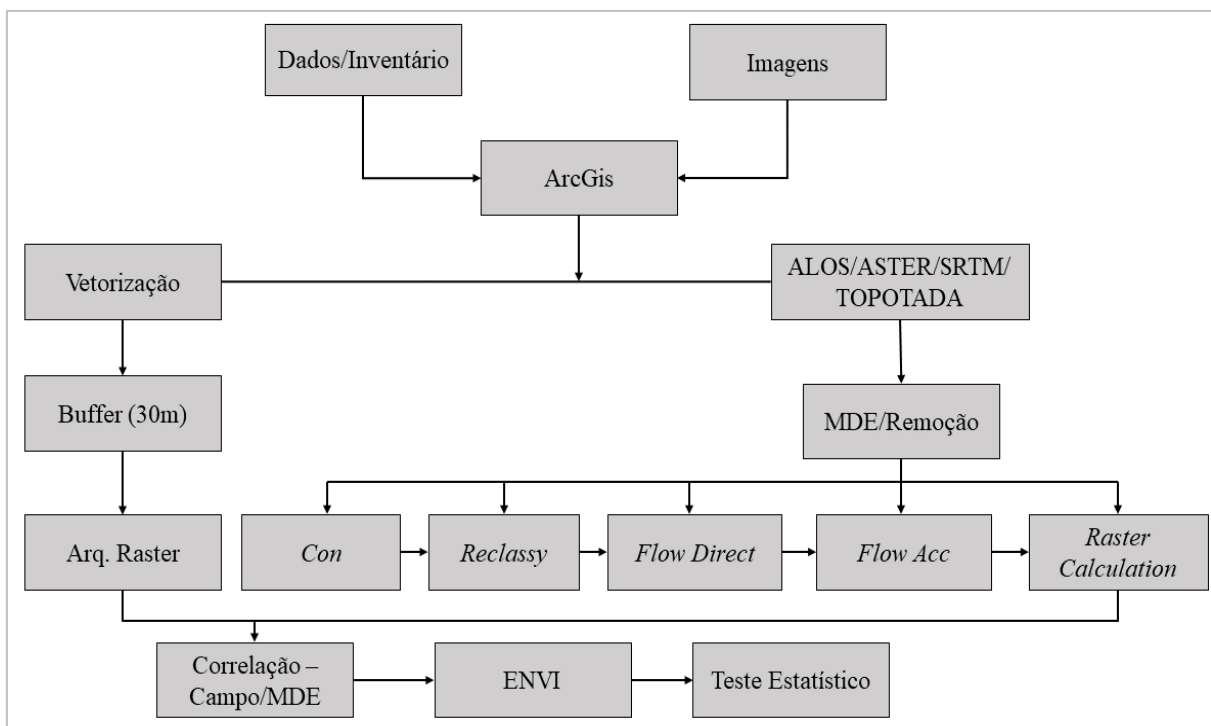 Dados/Inventário
Imagens
ArcGis
Vetorização
ALOS/ASTER/SRTM/
TOPOTADA
Buffer (30m)
MDE/Remoção
Arq. Raster
Con
Reclassy
Flow Direct
Flow Acc
Raster
Calculation
Correlação –
Campo/MDE
ENVI
Teste Estatístico